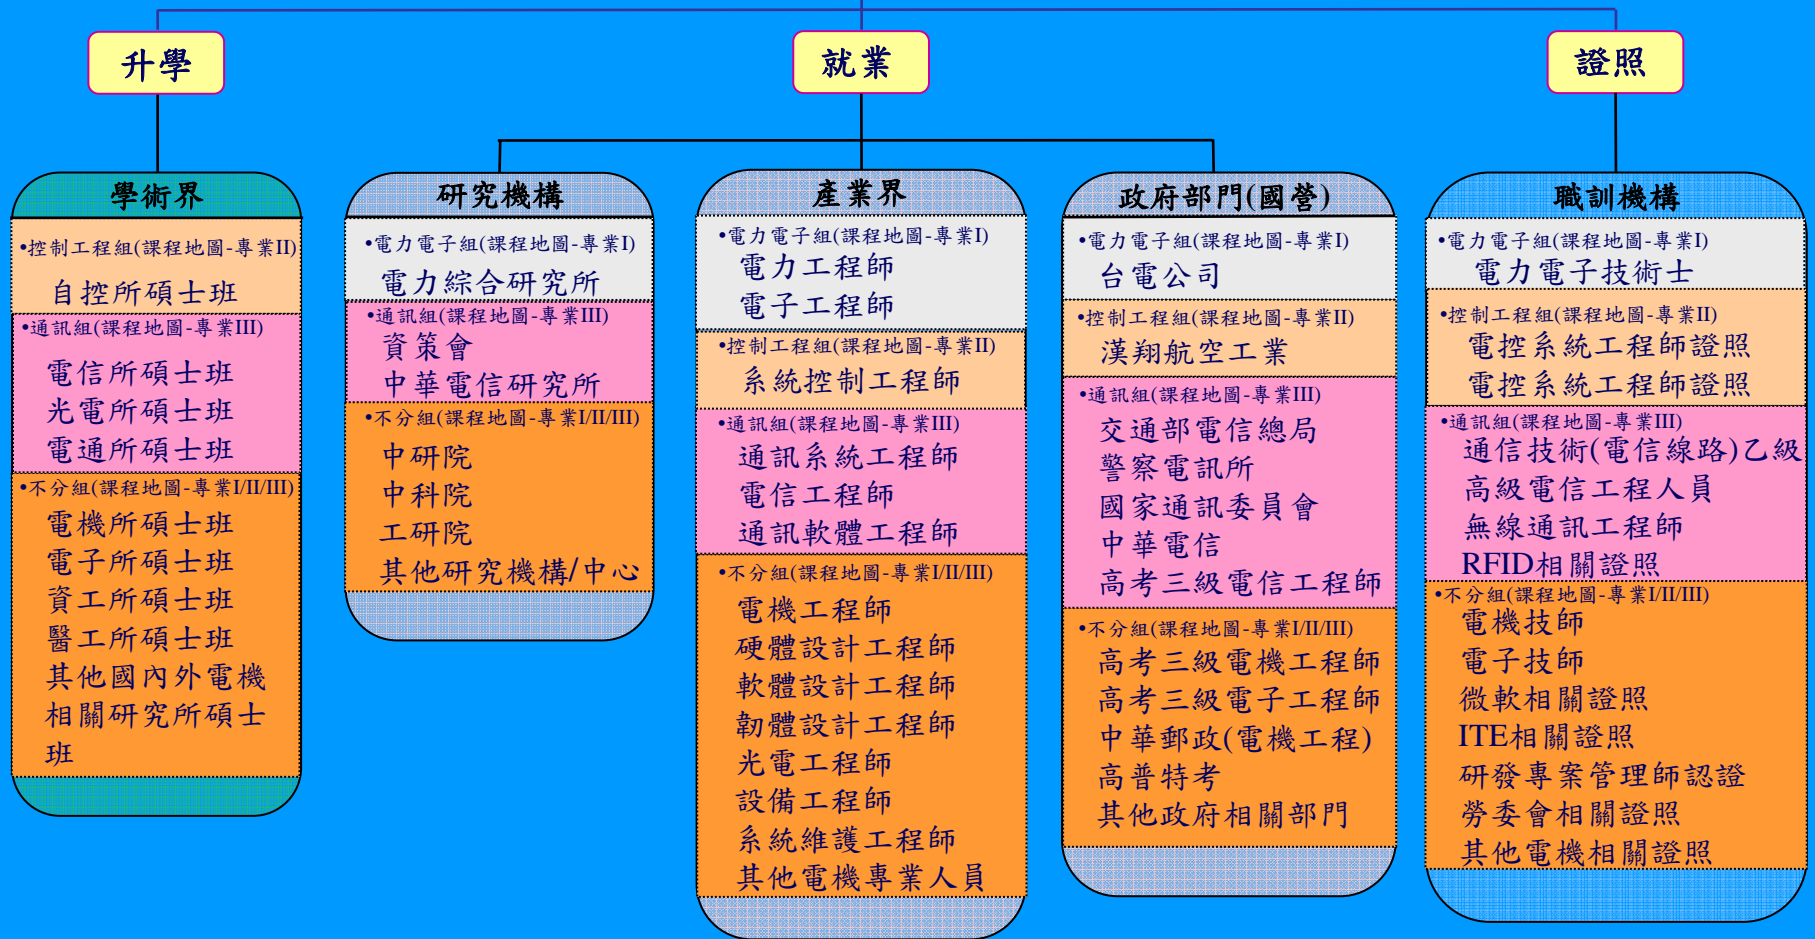 升學
就業
證照
學術界
•控制工程組(課程地圖-專業II)
自控所碩士班
•通訊組(課程地圖-專業III)
電信所碩士班
光電所碩士班
電通所碩士班
•不分組(課程地圖-專業I/II/III)
電機所碩士班
電子所碩士班
資工所碩士班
醫工所碩士班
其他國內外電機
相關研究所碩士
班
研究機構
•電力電子組(課程地圖-專業I)
電力綜合研究所
•通訊組(課程地圖-專業III)
資策會
中華電信研究所
•不分組(課程地圖-專業I/II/III)
中研院
中科院
工研院
其他研究機構/中心
產業界
•電力電子組(課程地圖-專業I)
電力工程師
電子工程師
•控制工程組(課程地圖-專業II)
系統控制工程師
•通訊組(課程地圖-專業III)
通訊系統工程師
電信工程師
通訊軟體工程師
•不分組(課程地圖-專業I/II/III)
電機工程師
硬體設計工程師
軟體設計工程師
韌體設計工程師
光電工程師
設備工程師
系統維護工程師
其他電機專業人員
政府部門(國營)
•電力電子組(課程地圖-專業I)
台電公司
•控制工程組(課程地圖-專業II)
漢翔航空工業
•通訊組(課程地圖-專業III)
交通部電信總局
警察電訊所
國家通訊委員會
中華電信
高考三級電信工程師
•不分組(課程地圖-專業I/II/III)
高考三級電機工程師
高考三級電子工程師
中華郵政(電機工程)
高普特考
其他政府相關部門
職訓機構
•電力電子組(課程地圖-專業I)
電力電子技術士
•控制工程組(課程地圖-專業II)
電控系統工程師證照
電控系統工程師證照
•通訊組(課程地圖-專業III)
通信技術(電信線路)乙級
高級電信工程人員
無線通訊工程師
RFID相關證照
•不分組(課程地圖-專業I/II/III)
電機技師
電子技師
微軟相關證照
ITE相關證照
研發專案管理師認證
勞委會相關證照
其他電機相關證照